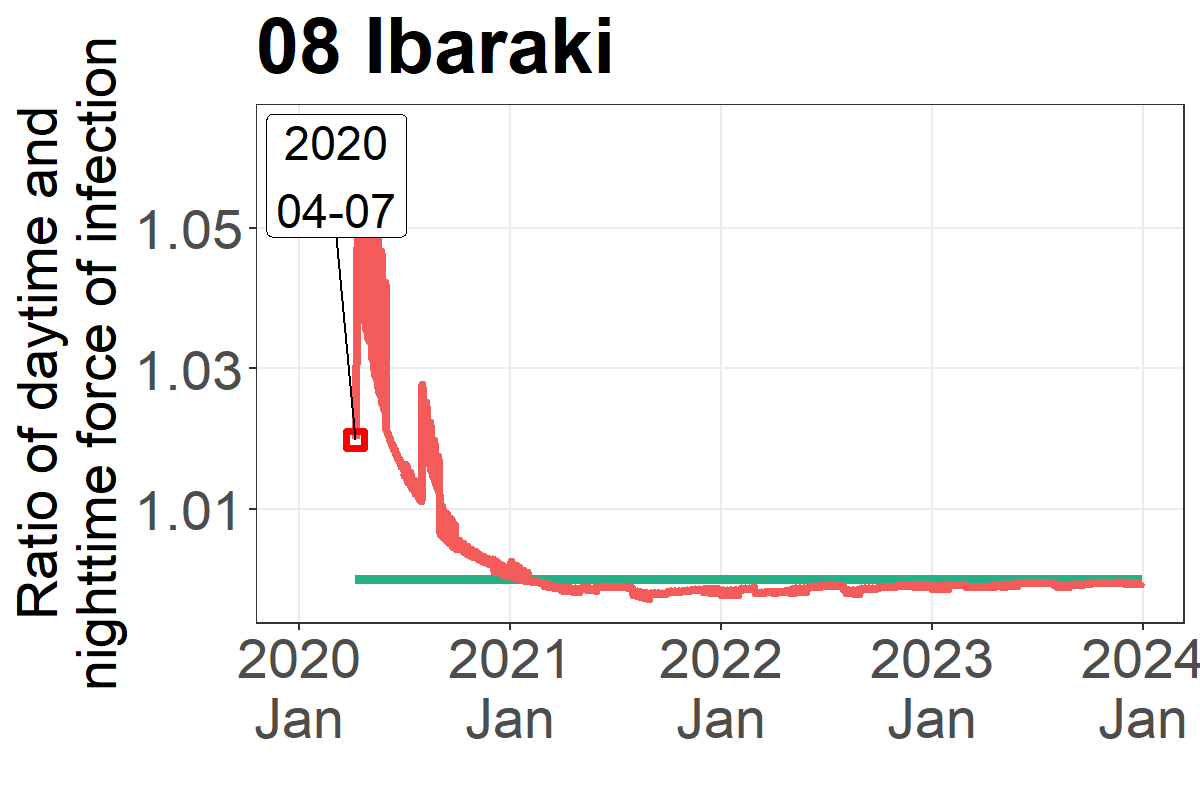 08 Ibaraki
Ratio of daytime and
nighttime force of infection
2020
04-07
1.05
1.03
1.01
2020
Jan
2021
Jan
2022
Jan
2023
Jan
2024
Jan